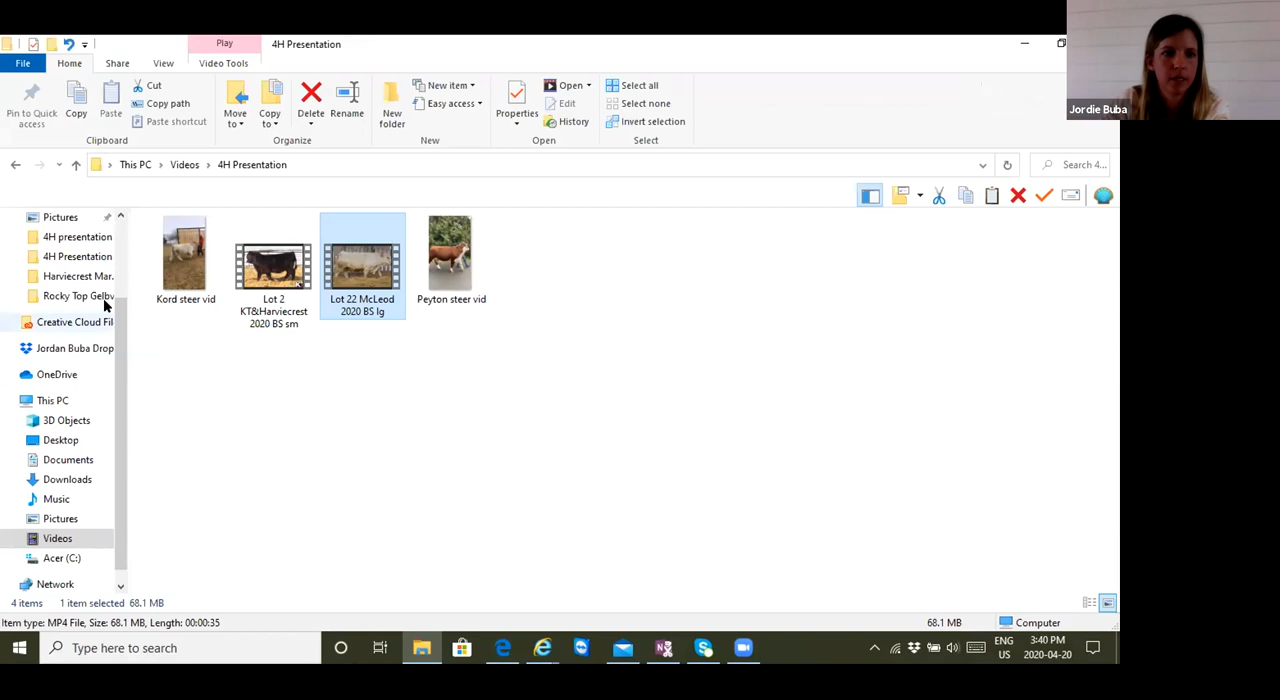 Play
4H Presentation
File
Home
Share
View
Video Tools
Pin to Quick access
Copy
Paste
Cut
Copy path
Paste shortcut
Clipboard
Move to
Copy to
Delete
Rename
Organize
New folder
New item
Easy access
New
Properties
Open
Edit
History
Open
Select all
Select none
Invert selection
Select
Jordie Buba
This PC
Videos
4H Presentation
Search 4...
Pictures
4H presentation
4H Presentation
Harviecrest Mar.
Rocky Top Gelbv
Creative Cloud Fil
Jordan Buba Drop
OneDrive
This PC
3D Objects
Desktop
Documents
Downloads
Music
Pictures
Videos
Acer (C:)
Network
Kord steer vid
Lot 2
KT&Harviecrest
2020 BS sm
Lot 22 McLeod
2020 BS lg
Peyton steer vid
4 items
1 item selected 68.1 MB
Item type: MP4 File, Size: 68.1 MB, Length: 00:00:35
68.1 MB
Computer
Type here to search
ENG
US
3:40 PM
2020-04-20